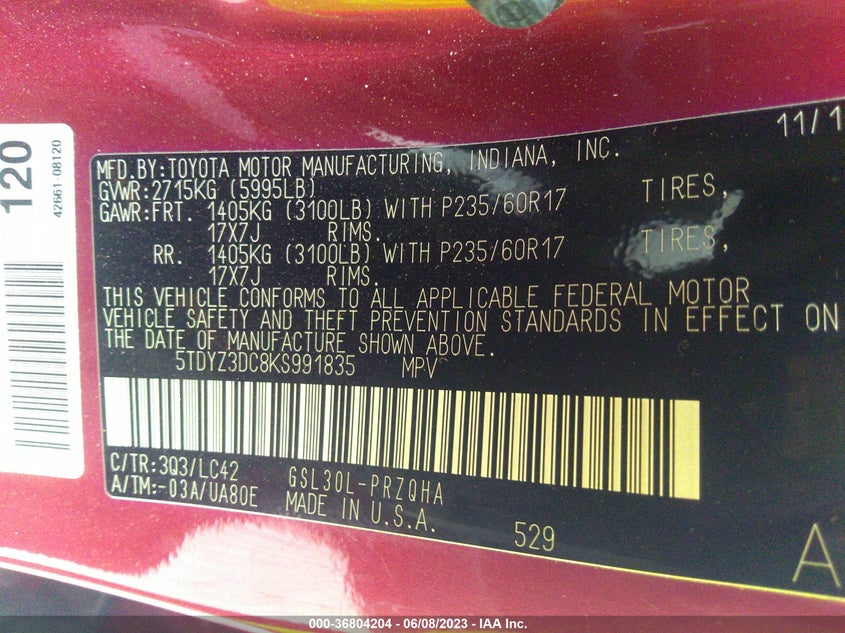 120
42661-08120
11/1
MFD.BY:TOYOTA MOTOR MANUFACTURING, INDIANA, INC.
GVWR:2715KG (5995LB)
GAWR:FRT. 1405KG (3100LB) WITH P235/60R17 TIRES,
17X7J RIMS.
RR. 1405KG (3100LB) WITH P235/60R17 TIRES,
17X7J RIMS.
THIS VEHICLE CONFORMS TO ALL APPLICABLE FEDERAL MOTOR
VEHICLE SAFETY AND THEFT PREVENTION STANDARDS IN EFFECT ON
THE DATE OF MANUFACTURE SHOWN ABOVE.
5TDYZ3DC8KS991835 MPV
C/TR:3Q3/LC42 GSL30L-PRZQHA
A/TM:-03A/UA80E MADE IN U.S.A.
529
A
000-36804204 - 06/08/2023 - IAA Inc.